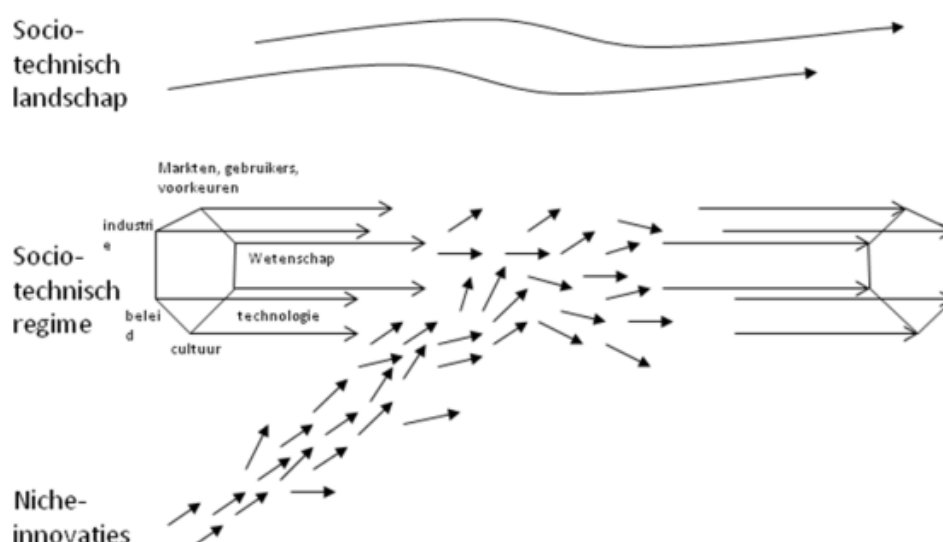 Socio-
technisch
landschap
Markten, gebruikers,
voorkeuren
industri
e
Wetenschap
Socio-
technisch
regime
belei
d
technologie
cultuur
Niche-
innovaties